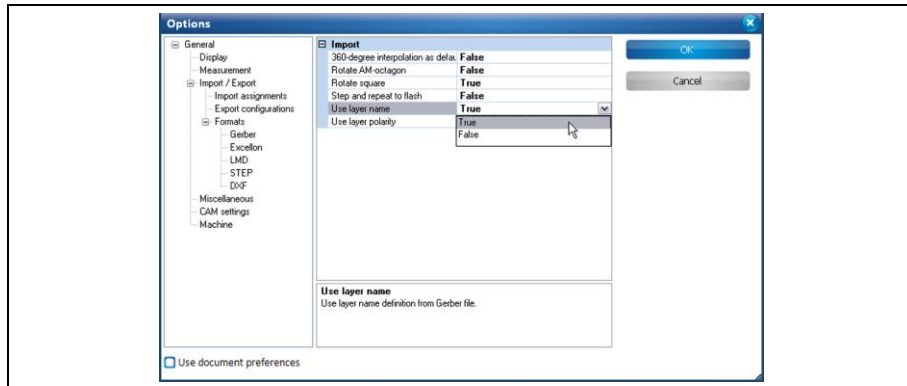 Options
General
Display
Measurement
Import / Export
Import assignments
Export configurations
Formats
Gerber
Excellon
LMD
STEP
DXF
Miscellaneous
CAM settings
Machine
Import
360-degree interpolation as defau False
Rotate AM-octagon False
Rotate square True
Step and repeat to flash False
Use layer name True
Use layer polarity
True
False
Use layer name
Use layer name definition from Gerber file.
OK
Cancel
Use document preferences